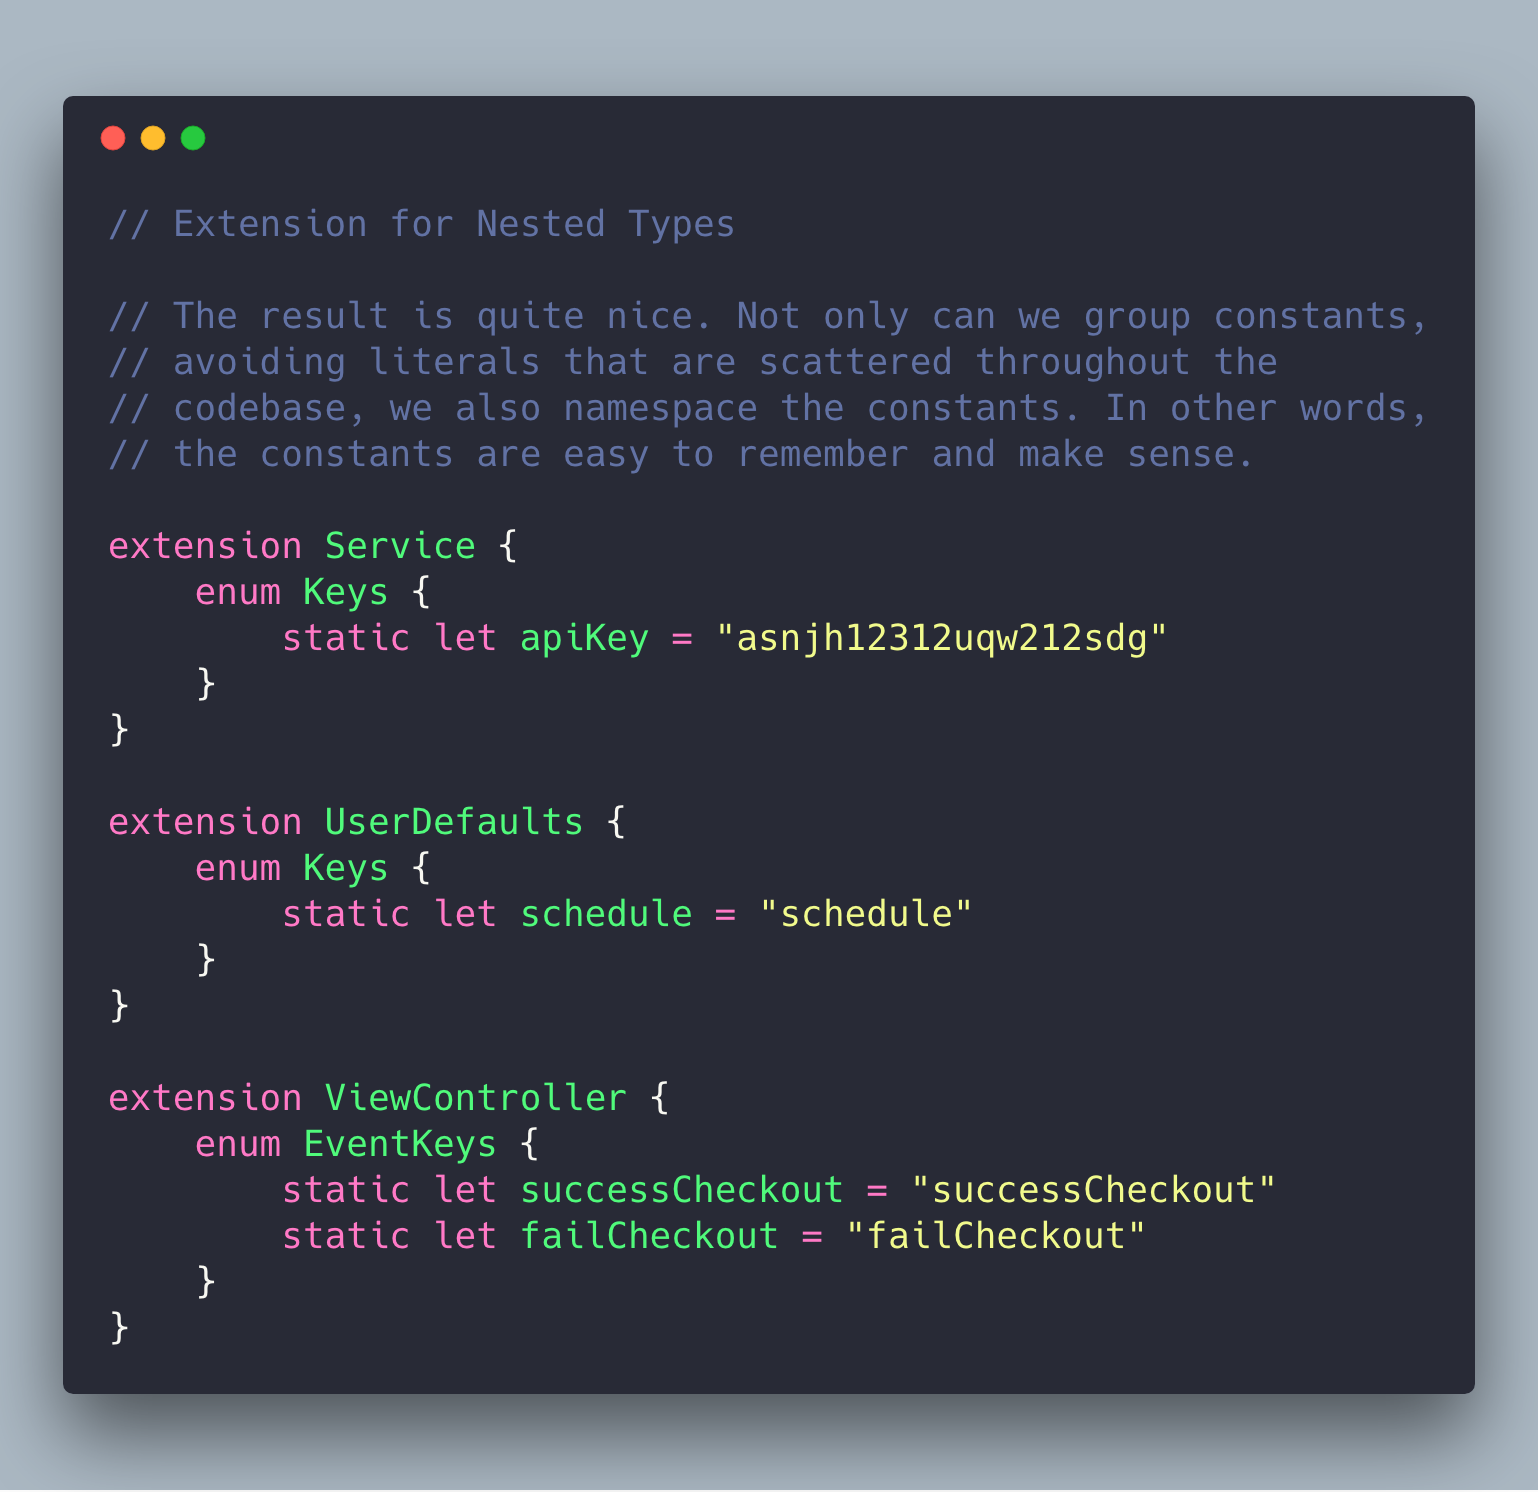 // Extension for Nested Types

// The result is quite nice. Not only can we group constants,
// avoiding literals that are scattered throughout the
// codebase, we also namespace the constants. In other words,
// the constants are easy to remember and make sense.

extension Service {
    enum Keys {
        static let apiKey = "asnjh12312uqw212sdg"
    }
}

extension UserDefaults {
    enum Keys {
        static let schedule = "schedule"
    }
}

extension ViewController {
    enum EventKeys {
        static let successCheckout = "successCheckout"
        static let failCheckout = "failCheckout"
    }
}